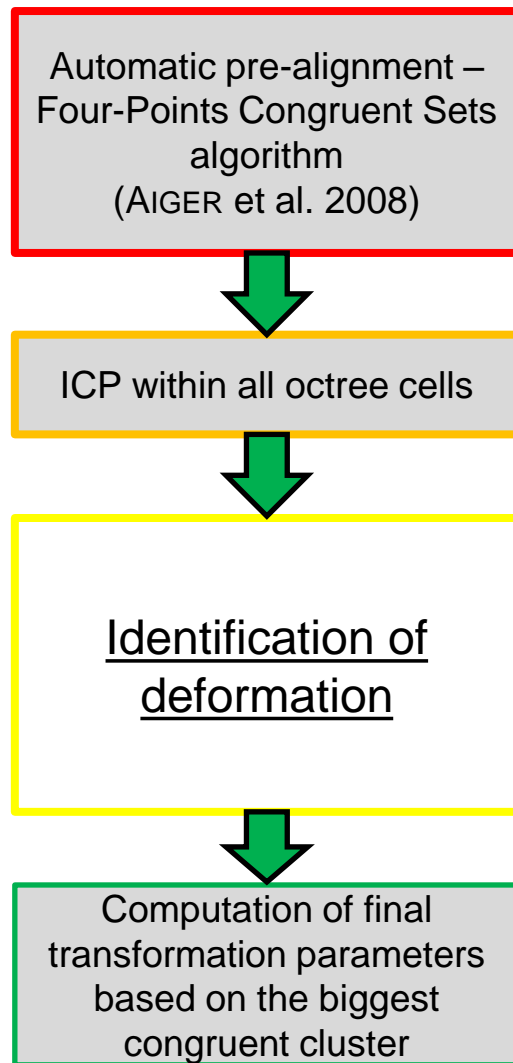 Automatic pre-alignment –
Four-Points Congruent Sets
algorithm
(AIGER et al. 2008)
ICP within all octree cells
Identification of
deformation
Computation of final
transformation parameters
based on the biggest
congruent cluster